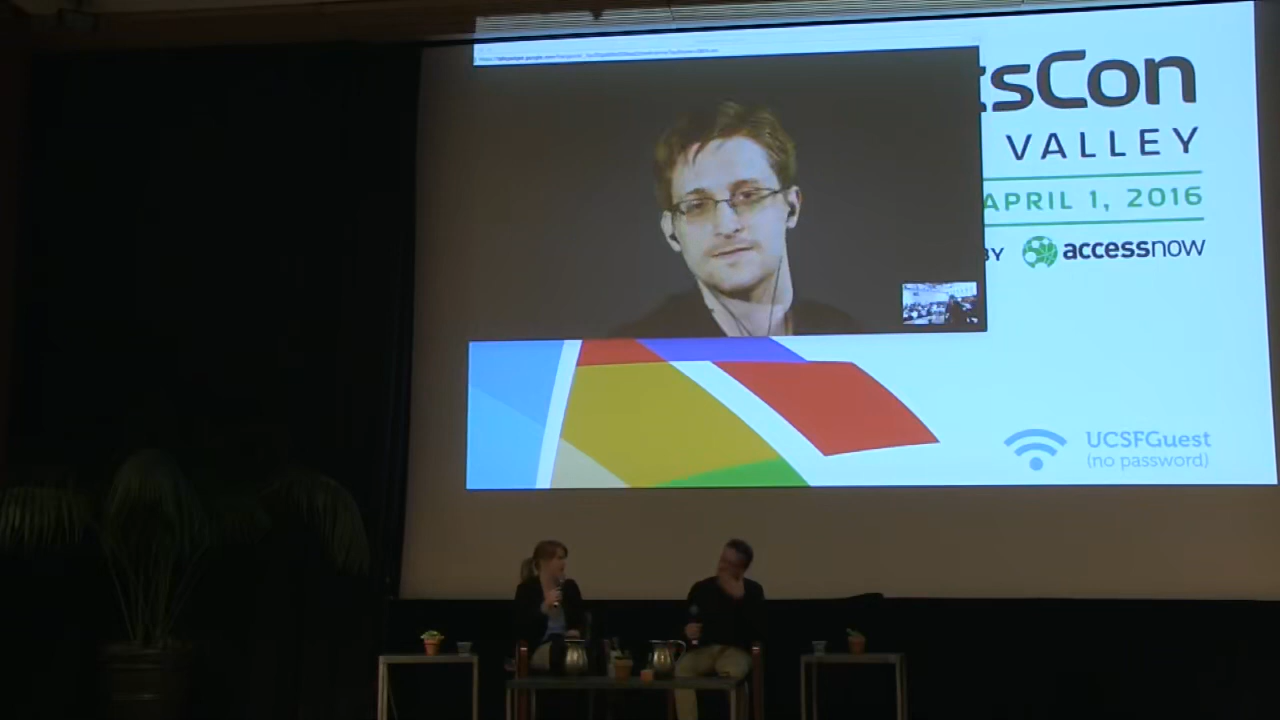 tsCon
VALLEY
APRIL 1, 2016
BY accessnow
UCSFGuest
(no password)